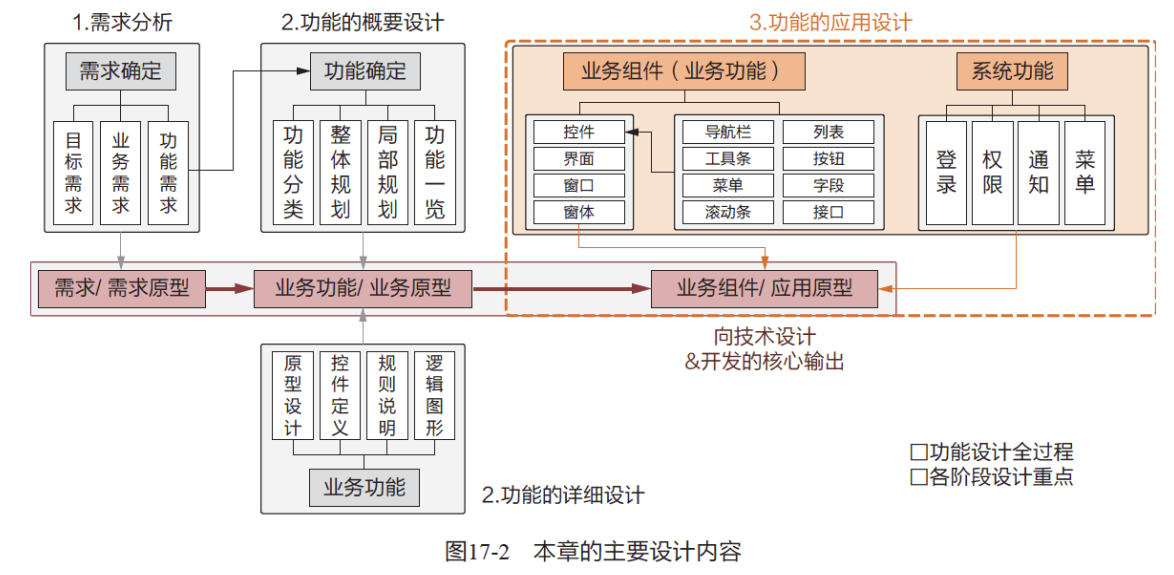 1.需求分析
需求确定
目标需求
业务需求
功能需求
2.功能的概要设计
功能确定
功能分类
整体规划
局部规划
功能一览
3.功能的应用设计
业务组件（业务功能）
控件
界面
窗口
窗体
导航栏
工具条
菜单
滚动条
列表
按钮
字段
接口
系统功能
登录
权限
通知
菜单
需求/ 需求原型
业务功能/ 业务原型
业务组件/ 应用原型
向技术设计
&开发的核心输出
原型设计
控件定义
规则说明
逻辑图形
业务功能
2.功能的详细设计
□功能设计全过程
□各阶段设计重点
图17-2 本章的主要设计内容